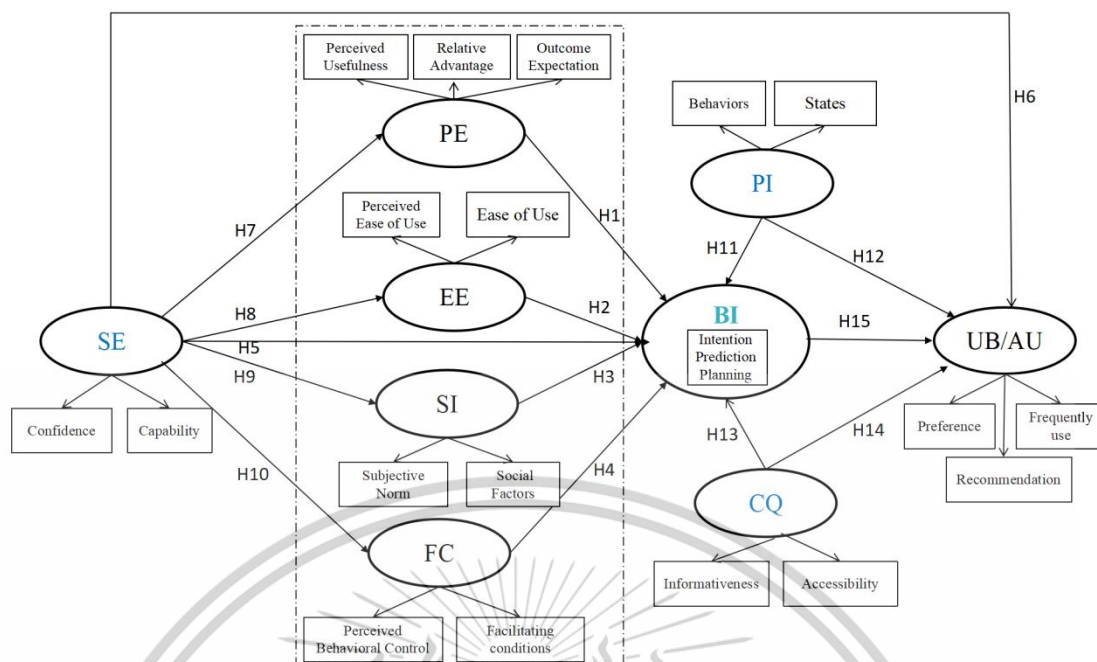 Perceived
Usefulness
Relative
Advantage
Outcome
Expectation
H6
Behaviors
States
PE
PI
Perceived
Ease of Use
Ease of Use
H1
H7
H11
H12
EE
H2
BI
Intention
Prediction
Planning
H8
H15
SE
H5
UB/AU
H9
SI
H3
Confidence
Capability
H13
H14
Preference
Frequently
use
H10
Subjective
Norm
Social
Factors
H4
Recommendation
CQ
FC
Informativeness
Accessibility
Perceived
Behavioral Control
Facilitating
conditions